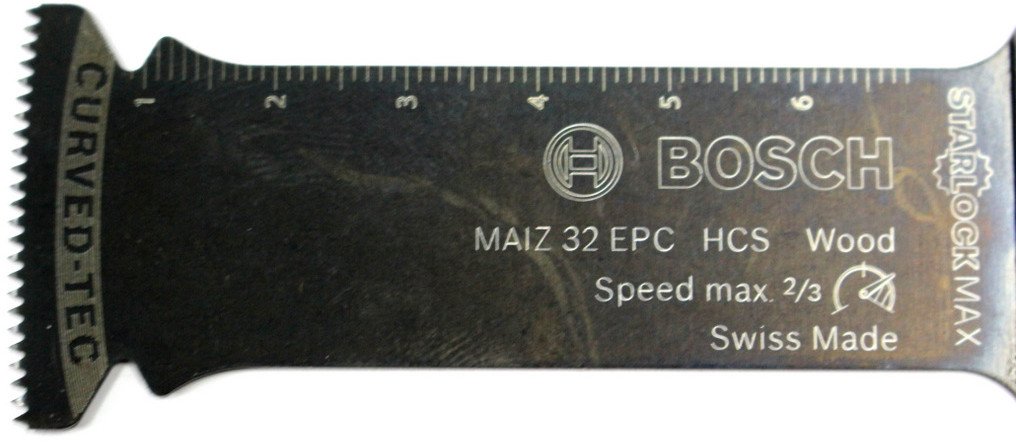 CURVED-TEC
1 2 3 4 5 6
BOSCH
STARLOCKMAX
MAIZ 32 EPC HCS Wood
Speed max. 2/3
Swiss Made